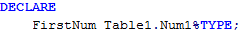 DECLARE
FirstNum Table1.Num1%TYPE;